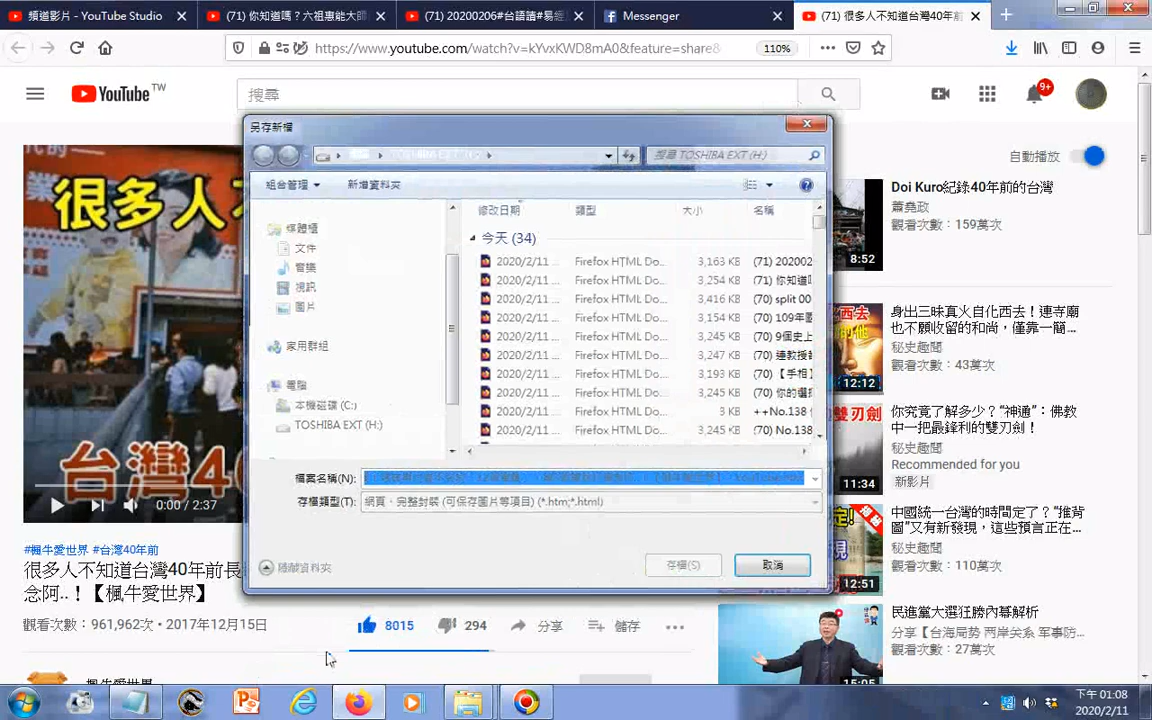 頻道影片 - YouTube Studio
(71) 你知道嗎？六祖惠能大師
(71) 20200206#台語讀#易經
Messenger
(71) 很多人不知道台灣40年前
https://www.youtube.com/watch?v=kYvxKWD8mA0&feature=share&
110%
YouTube TW
搜尋
9+
另存新檔
TOSHIBA EXT (H:)
搜尋 TOSHIBA EXT (H:)
組合管理
新增資料夾
修改日期
類型
大小
名稱
今天 (34)
媒體櫃
文件
音樂
視訊
圖片
家用群組
電腦
本機磁碟 (C:)
TOSHIBA EXT (H:)
2020/2/11 ...
Firefox HTML Do...
3,163 KB
(71) 202002
2020/2/11 ...
Firefox HTML Do...
3,254 KB
(71) 你知道
2020/2/11 ...
Firefox HTML Do...
3,416 KB
(70) split 00
2020/2/11 ...
Firefox HTML Do...
3,154 KB
(70) 109年
2020/2/11 ...
Firefox HTML Do...
3,245 KB
(70) 9個史上
2020/2/11 ...
Firefox HTML Do...
3,247 KB
(70) 連教授
2020/2/11 ...
Firefox HTML Do...
3,193 KB
(70) 【手相
2020/2/11 ...
Firefox HTML Do...
3,245 KB
(70) 你的選
2020/2/11 ...
Firefox HTML Do...
3 KB
++No.138
2020/2/11 ...
Firefox HTML Do...
3,245 KB
(70) No.138
檔案名稱(N):
存檔類型(T):
網頁、完整封裝 (可保存圖片等項目) (*.htm;*.html)
隱藏資料夾
存檔(S)
取消
很多人
台灣4
0:00 / 2:37
#楓牛愛世界 #台灣40年前
很多人不知道台灣40年前長
念阿..！【楓牛愛世界】
觀看次數：961,962次 • 2017年12月15日
8015
294
分享
儲存
楓牛愛世界
自動播放
Doi Kuro紀錄40年前的台灣
蕭堯政
觀看次數：159萬次
8:52
身出三昧真火自化西去！連寺廟
也不願收留的和尚，僅靠一簡...
秘史趣聞
觀看次數：43萬次
12:12
你究竟了解多少？“神通”：佛教
中一把最鋒利的雙刃劍！
秘史趣聞
Recommended for you
新影片
11:34
中國統一台灣的時間定了？“推背
圖”又有新發現，這些預言正在...
秘史趣聞
觀看次數：110萬次
12:51
民進黨大選狂勝內幕解析
分享【台海局勢 两岸关系 军事防...
觀看次數：27萬次
15:05
下午 01:08
2020/2/11